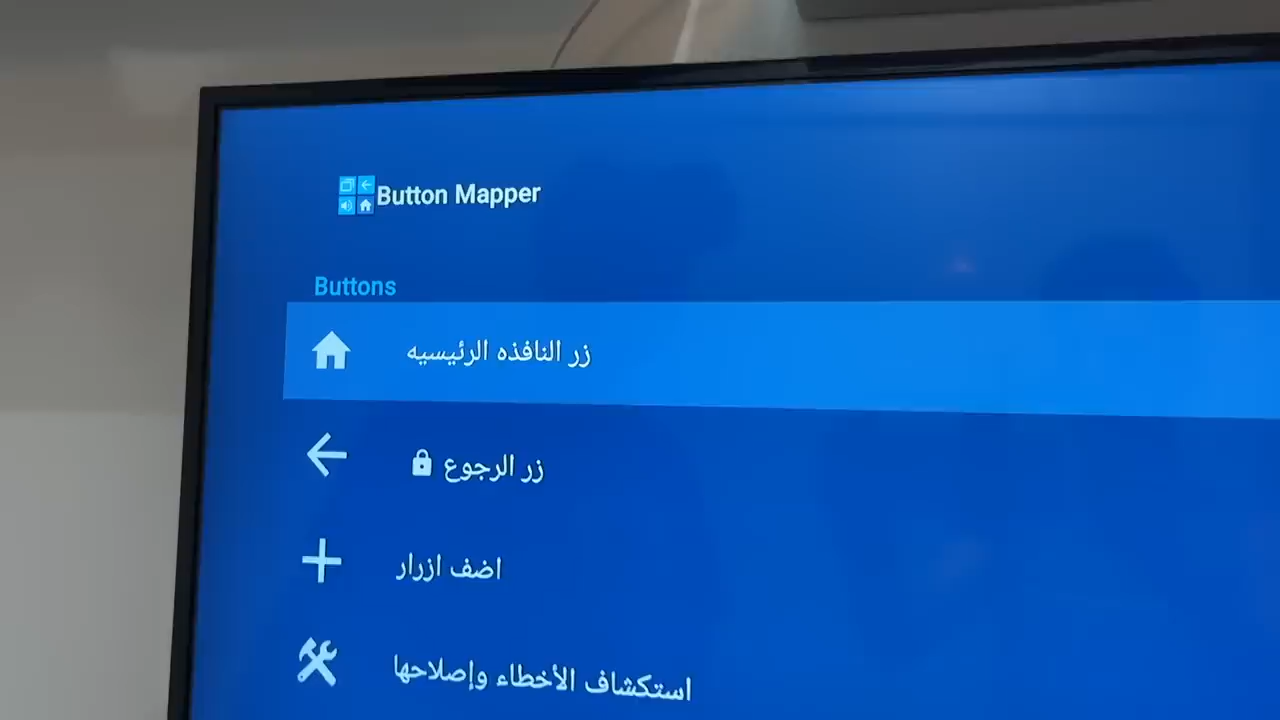 Button Mapper
Buttons
زر النافذه الرئيسيه
زر الرجوع
اضف ازرار
استكشاف الأخطاء وإصلاحها